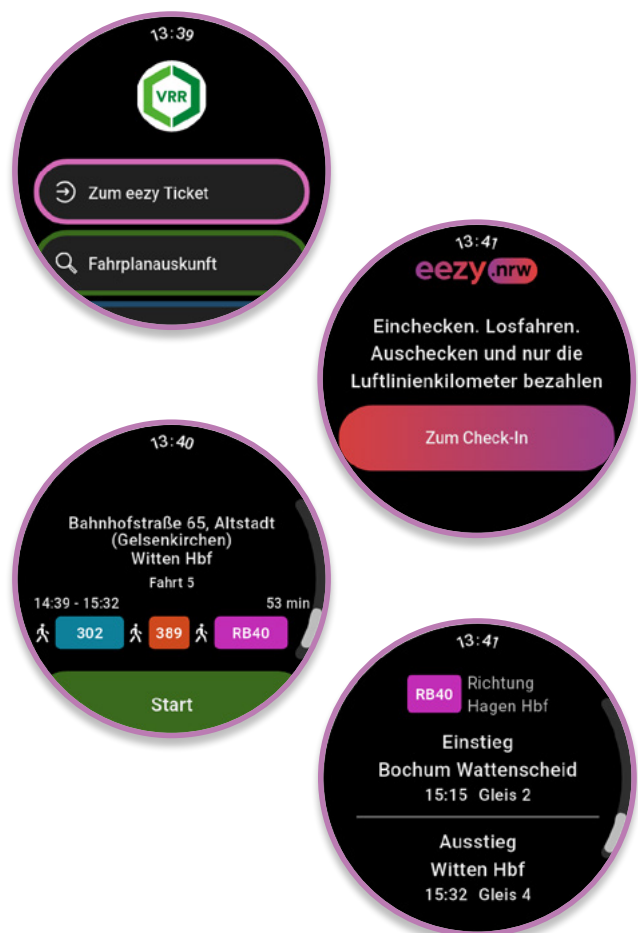 13:39
VRR
Zum eezy Ticket
Fahrplanauskunft
13:41
eezy.nrw
Einchecken. Losfahren.
Auschecken und nur die
Luftlinienkilometer bezahlen
Zum Check-In
13:40
Bahnhofstraße 65, Altstadt
(Gelsenkirchen)
Witten Hbf
Fahrt 5
14:39 - 15:32 53 min
302 389 RB40
Start
13:41
RB40 Richtung
Hagen Hbf
Einstieg
Bochum Wattenscheid
15:15 Gleis 2
Ausstieg
Witten Hbf
15:32 Gleis 4